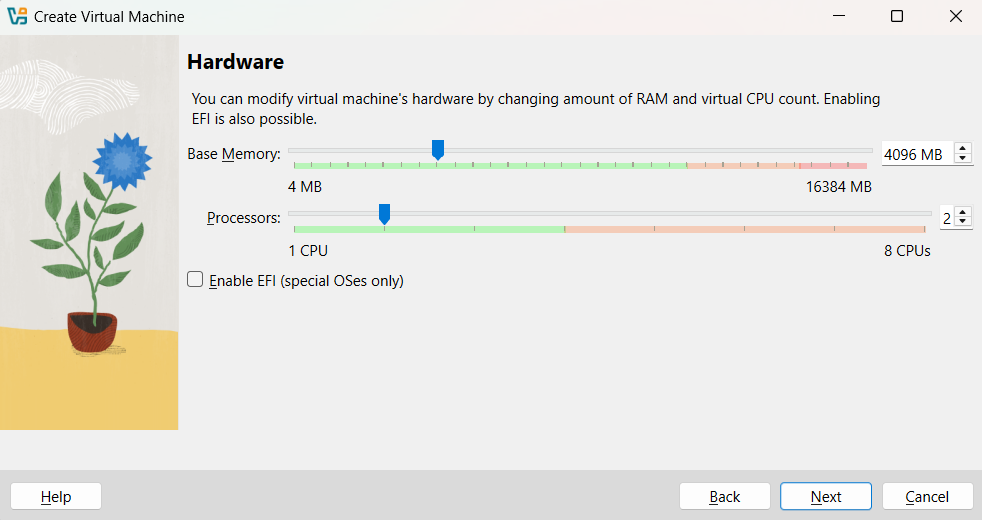 Create Virtual Machine
Hardware
You can modify virtual machine's hardware by changing amount of RAM and virtual CPU count. Enabling
EFI is also possible.
Base Memory: 4096 MB
4 MB 16384 MB
Processors: 2
1 CPU 8 CPUs
Enable EFI (special OSes only)
Help Back Next Cancel